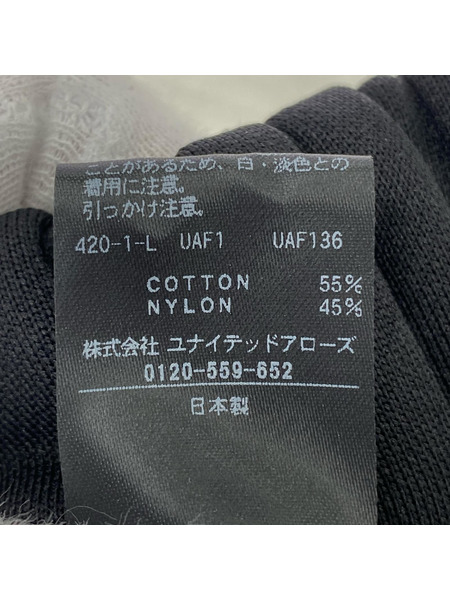 ことがあるため、白・淡色との
着用に注意。
引っかけ注意。
420-1-L UAF1 UAF136
COTTON 55%
NYLON 45%
株式会社 ユナイテッドアローズ
0120-559-652
日本製